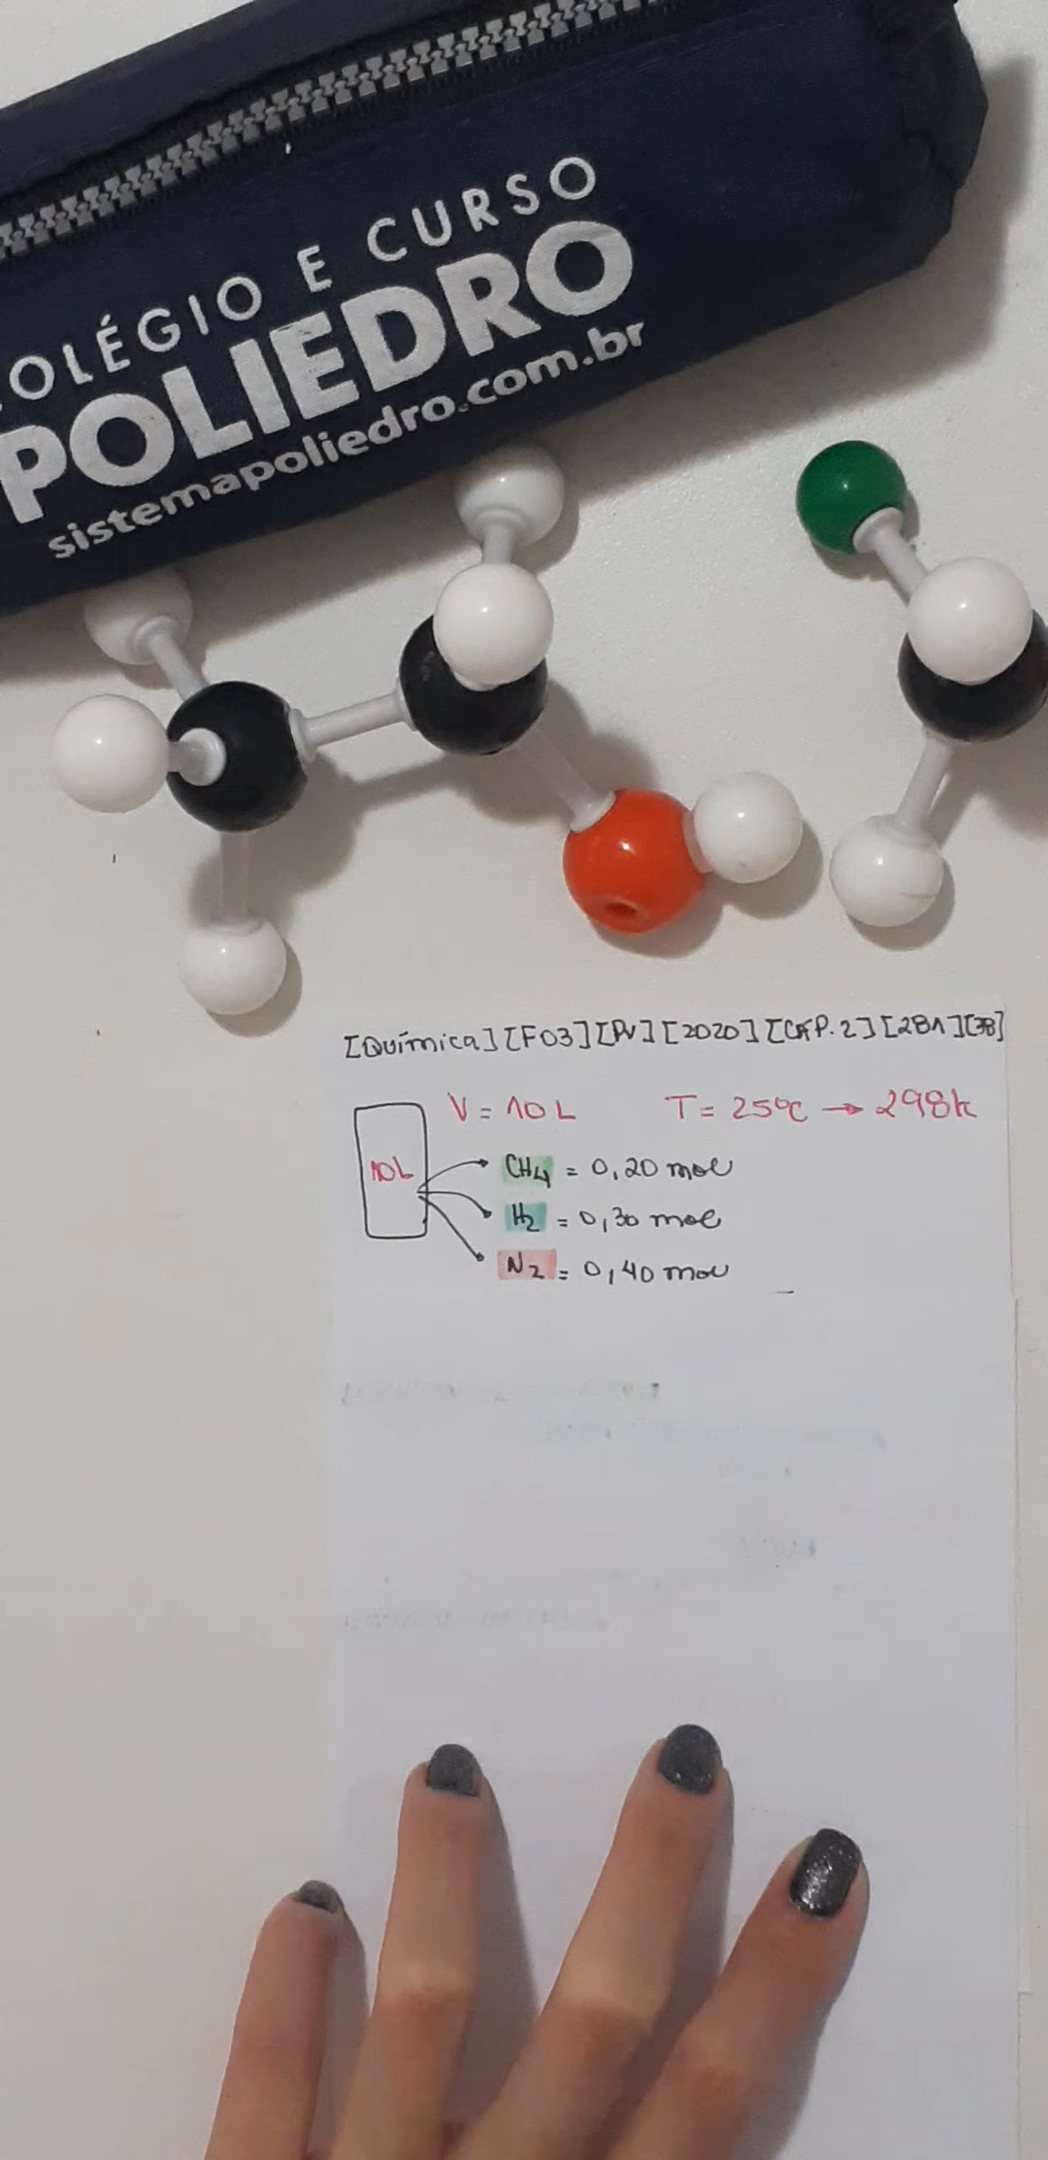 COLÉGIO E CURSO
POLIEDRO
sistemapoliedro.com.br
[Química][F03][PV][2020][CAP.2][2B1][3B]
V = 10 L T = 25°C → 298k
10L
CH4 = 0,20 mol
H2 = 0,30 mol
N2 = 0,40 mol